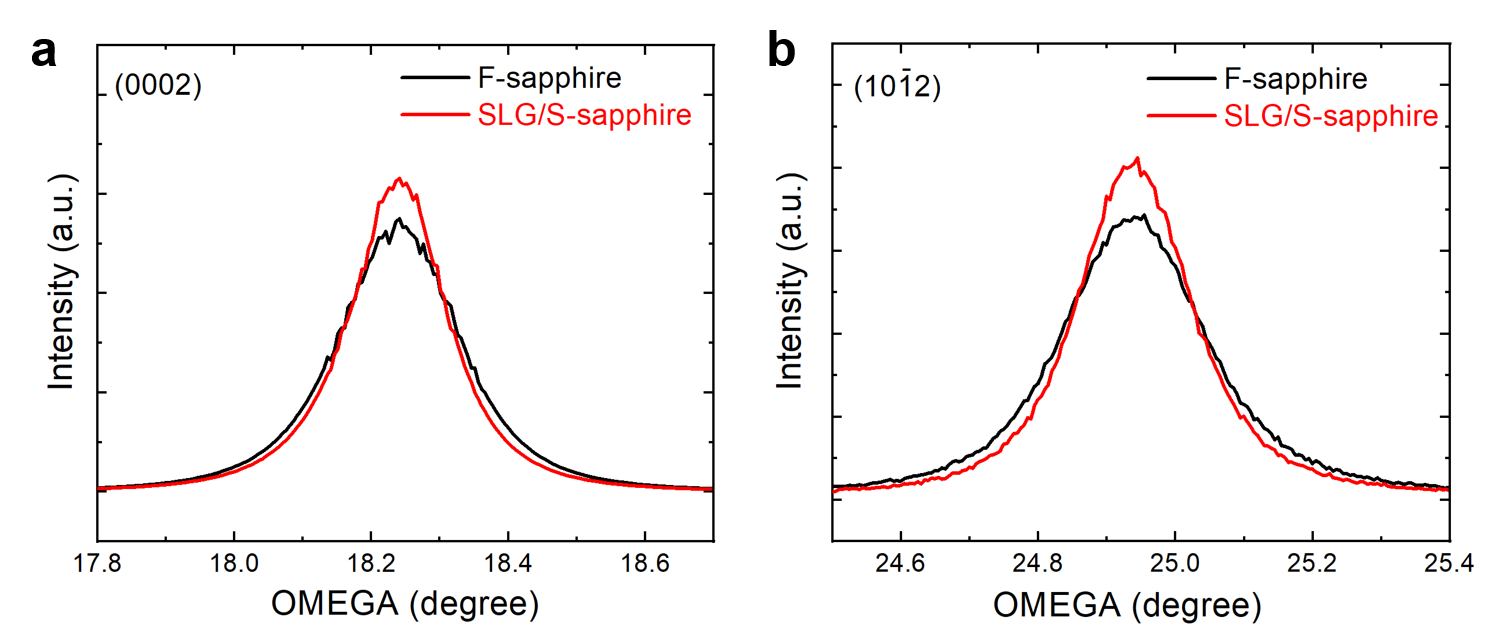 a
(0002)
F-sapphire
SLG/S-sapphire
Intensity (a.u.)
17.8 18.0 18.2 18.4 18.6
OMEGA (degree)
b
(101̄2)
F-sapphire
SLG/S-sapphire
Intensity (a.u.)
24.6 24.8 25.0 25.2 25.4
OMEGA (degree)